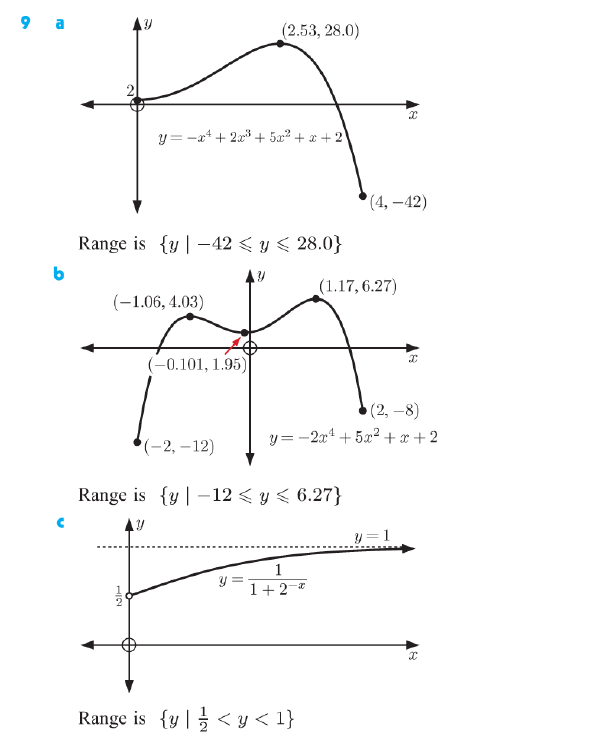 9 a
y
(2.53, 28.0)
2
x
y = −x⁴ + 2x³ + 5x² + x + 2
(4, −42)
Range is {y | −42 ⩽ y ⩽ 28.0}
b
y
(1.17, 6.27)
(−1.06, 4.03)
x
(−0.101, 1.95)
(2, −8)
(−2, −12)
y = −2x⁴ + 5x² + x + 2
Range is {y | −12 ⩽ y ⩽ 6.27}
c
y
y = 1
y = 1/(1 + 2⁻ˣ)
1/2
x
Range is {y | 1/2 < y < 1}